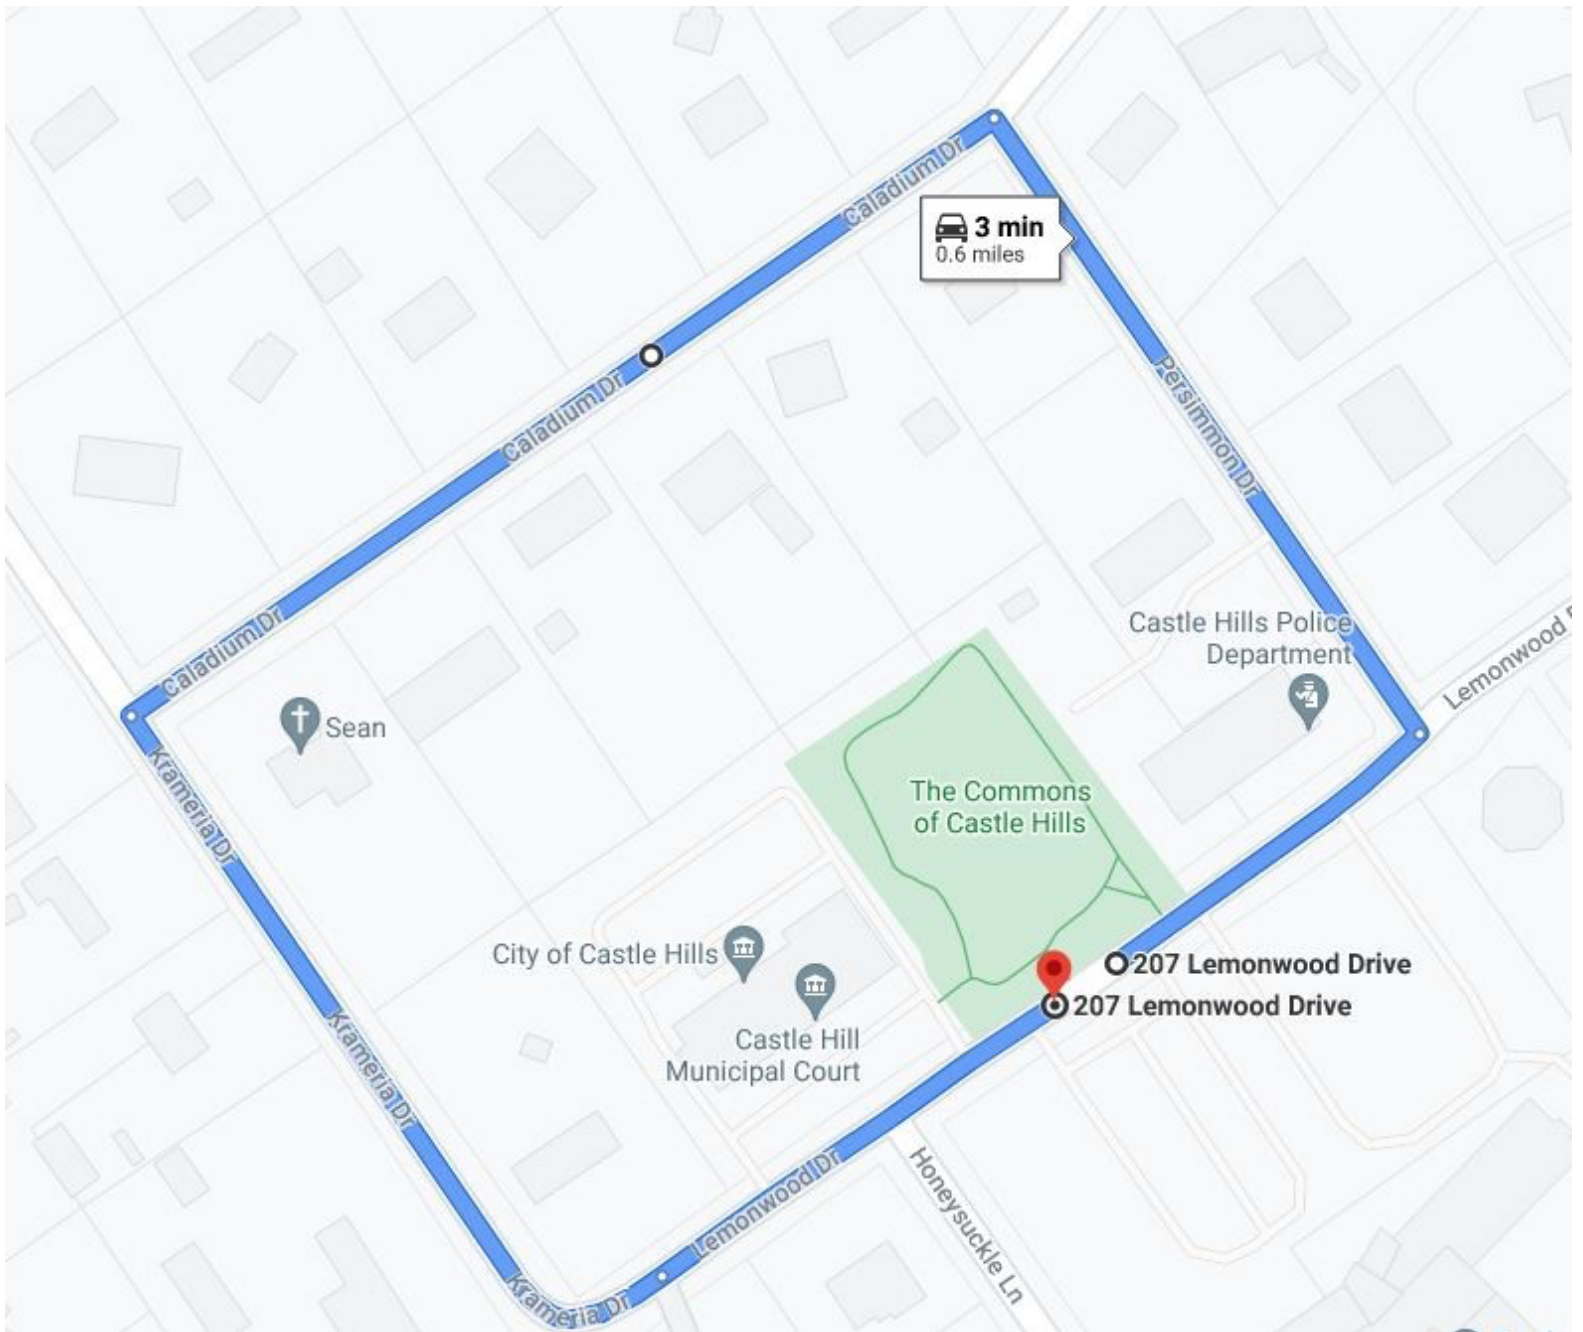 Caladium Dr
3 min
0.6 miles
Caladium Dr
Persimmon Dr
Caladium Dr
Castle Hills Police
Department
Lemonwood
Sean
Krameria Dr
The Commons
of Castle Hills
City of Castle Hills
207 Lemonwood Drive
207 Lemonwood Drive
Castle Hill
Municipal Court
Krameria Dr
Lemonwood Dr
Honeysuckle Ln
Krameria Dr